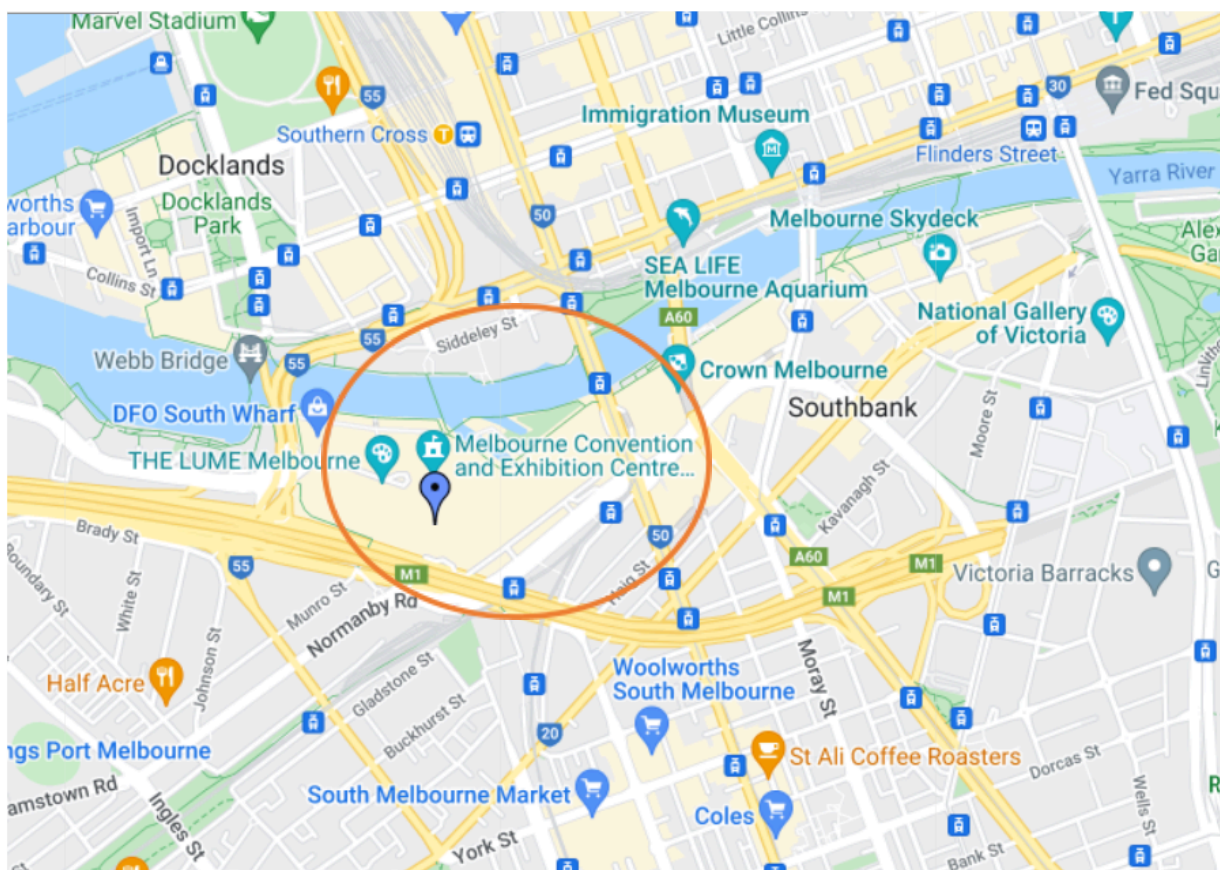 Marvel Stadium
Little Collins
55
30
Fed Squ
Immigration Museum
Southern Cross
T
Flinders Street
Docklands
Yarra River
Docklands
Park
worths
arbour
Import Ln
50
Melbourne Skydeck
Alex
Gar
Collins St
SEA LIFE
Melbourne Aquarium
A60
National Gallery
of Victoria
Siddeley St
55
Webb Bridge
55
Crown Melbourne
LinVthe
DFO South Wharf
Southbank
Moore St
Melbourne Convention
and Exhibition Centre...
THE LUME Melbourne
Kavanagh St
Brady St
50
A60
M1
Victoria Barracks
G
Boundary St
White St
55
M1
Munro St
Haig St
M1
Normanby Rd
Johnson St
Moray St
Half Acre
Gladstone St
Woolworths
South Melbourne
Buckhurst St
20
ngs Port Melbourne
St Ali Coffee Roasters
Dorcas St
amstown Rd
Ingles St
South Melbourne Market
Coles
Wells St
R
York St
Bank St